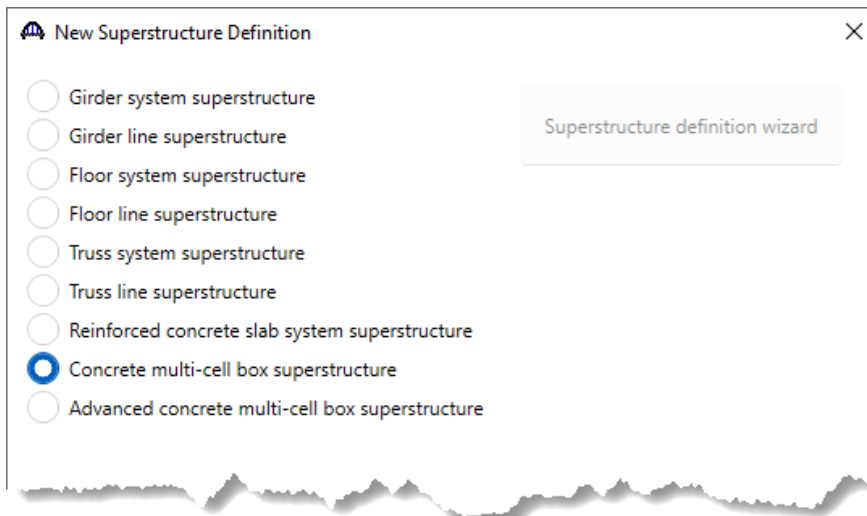 New Superstructure Definition
Girder system superstructure
Superstructure definition wizard
Girder line superstructure
Floor system superstructure
Floor line superstructure
Truss system superstructure
Truss line superstructure
Reinforced concrete slab system superstructure
Concrete multi-cell box superstructure
Advanced concrete multi-cell box superstructure